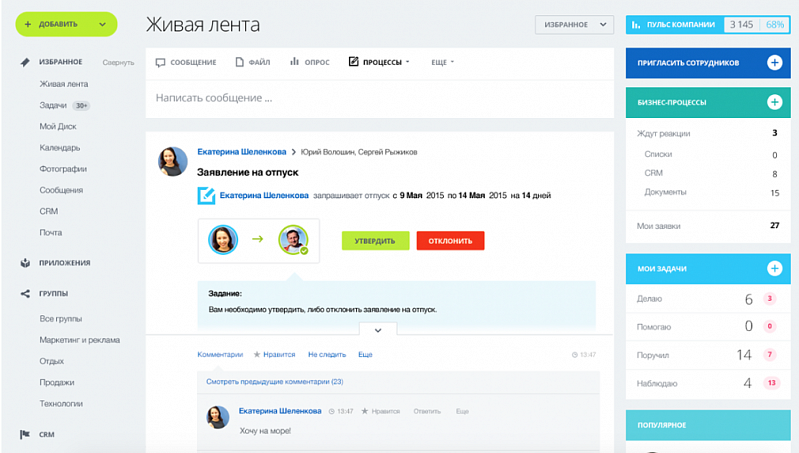 ДОБАВИТЬ
Живая лента
ИЗБРАННОЕ
ПУЛЬС КОМПАНИИ 3 145 68%
ИЗБРАННОЕ Свернуть
Живая лента
Задачи 30+
Мой Диск
Календарь
Фотографии
Сообщения
CRM
Почта
ПРИЛОЖЕНИЯ
ГРУППЫ
Все группы
Маркетинг и реклама
Отдых
Продажи
Технологии
CRM
СООБЩЕНИЕ ФАЙЛ ОПРОС ПРОЦЕССЫ ЕЩЕ
Написать сообщение ...
Екатерина Шеленкова > Юрий Волошин, Сергей Рыжиков
Заявление на отпуск
Екатерина Шеленкова запрашивает отпуск с 9 Мая 2015 по 14 Мая 2015 на 14 дней
УТВЕРДИТЬ ОТКЛОНИТЬ
Задание:
Вам необходимо утвердить, либо отклонить заявление на отпуск.
Комментарии Нравится Не следить Еще 13:47
Смотреть предыдущие комментарии (23)
Екатерина Шеленкова 13:47 Нравится Ответить Еще
Хочу на море!
ПРИГЛАСИТЬ СОТРУДНИКОВ
БИЗНЕС-ПРОЦЕССЫ
Ждут реакции 3
Списки 0
CRM 8
Документы 15
Мои заявки 27
МОИ ЗАДАЧИ
Делаю 6 3
Помогаю 0 0
Поручил 14 7
Наблюдаю 4 13
ПОПУЛЯРНОЕ